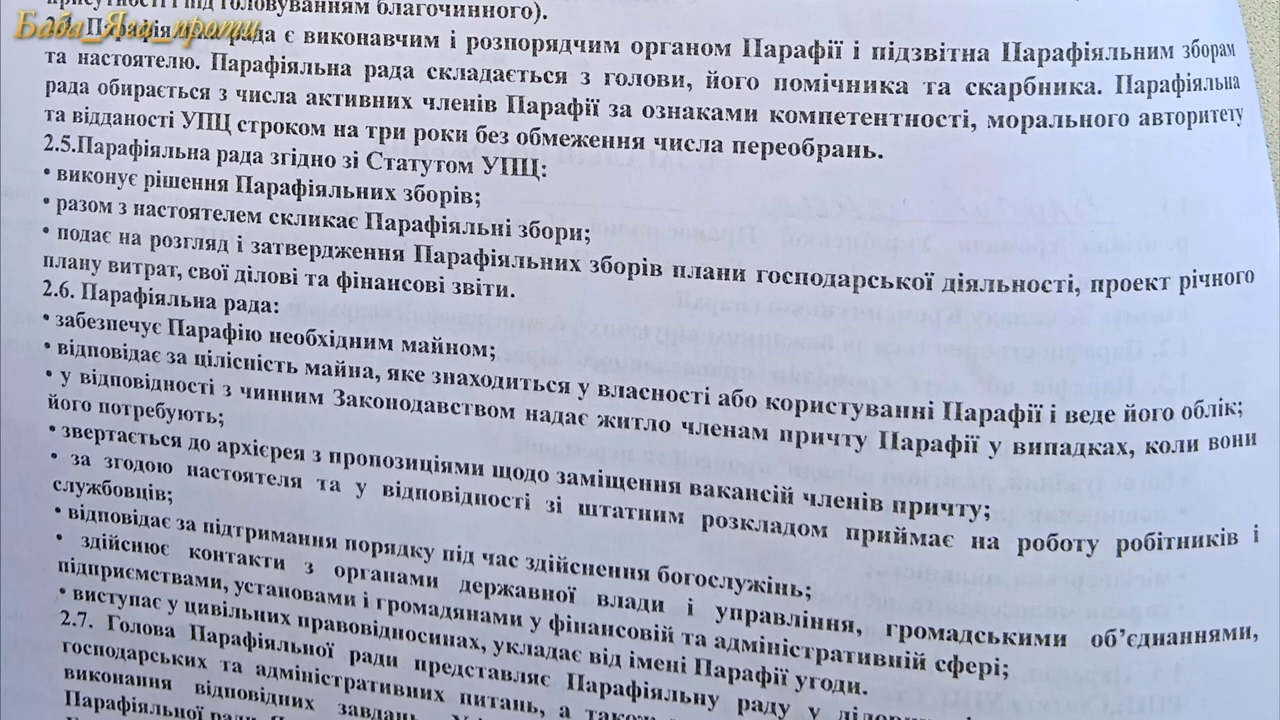 присутності і під головуванням благочинного).
Баба_Яга_проти
Парафіяльна рада є виконавчим і розпорядчим органом Парафії і підзвітна Парафіяльним зборам
та настоятелю. Парафіяльна рада складається з голови, його помічника та скарбника. Парафіяльна
рада обирається з числа активних членів Парафії за ознаками компетентності, морального авторитету
та відданості УПЦ строком на три роки без обмеження числа переобрань.
2.5.Парафіяльна рада згідно зі Статутом УПЦ:
• виконує рішення Парафіяльних зборів;
• разом з настоятелем скликає Парафіяльні збори;
• подає на розгляд і затвердження Парафіяльних зборів плани господарської діяльності, проект річного
плану витрат, свої ділові та фінансові звіти.
2.6. Парафіяльна рада:
• забезпечує Парафію необхідним майном;
• відповідає за цілісність майна, яке знаходиться у власності або користуванні Парафії і веде його облік;
• у відповідності з чинним Законодавством надає житло членам причту Парафії у випадках, коли вони
його потребують;
• звертається до архієрея з пропозиціями щодо заміщення вакансій членів причту;
• за згодою настоятеля та у відповідності зі штатним розкладом приймає на роботу робітників і
службовців;
• відповідає за підтримання порядку під час здійснення богослужінь;
• здійснює контакти з органами державної влади і управління, громадськими об’єднаннями,
підприємствами, установами і громадянами у фінансовій та адміністративній сфері;
• виступає у цивільних правовідносинах, укладає від імені Парафії угоди.
2.7. Голова Парафіяльної ради представляє Парафіяльну раду у
господарських та адміністративних питань, а також
виконання відповідних завдань.
Парафіяльної ради